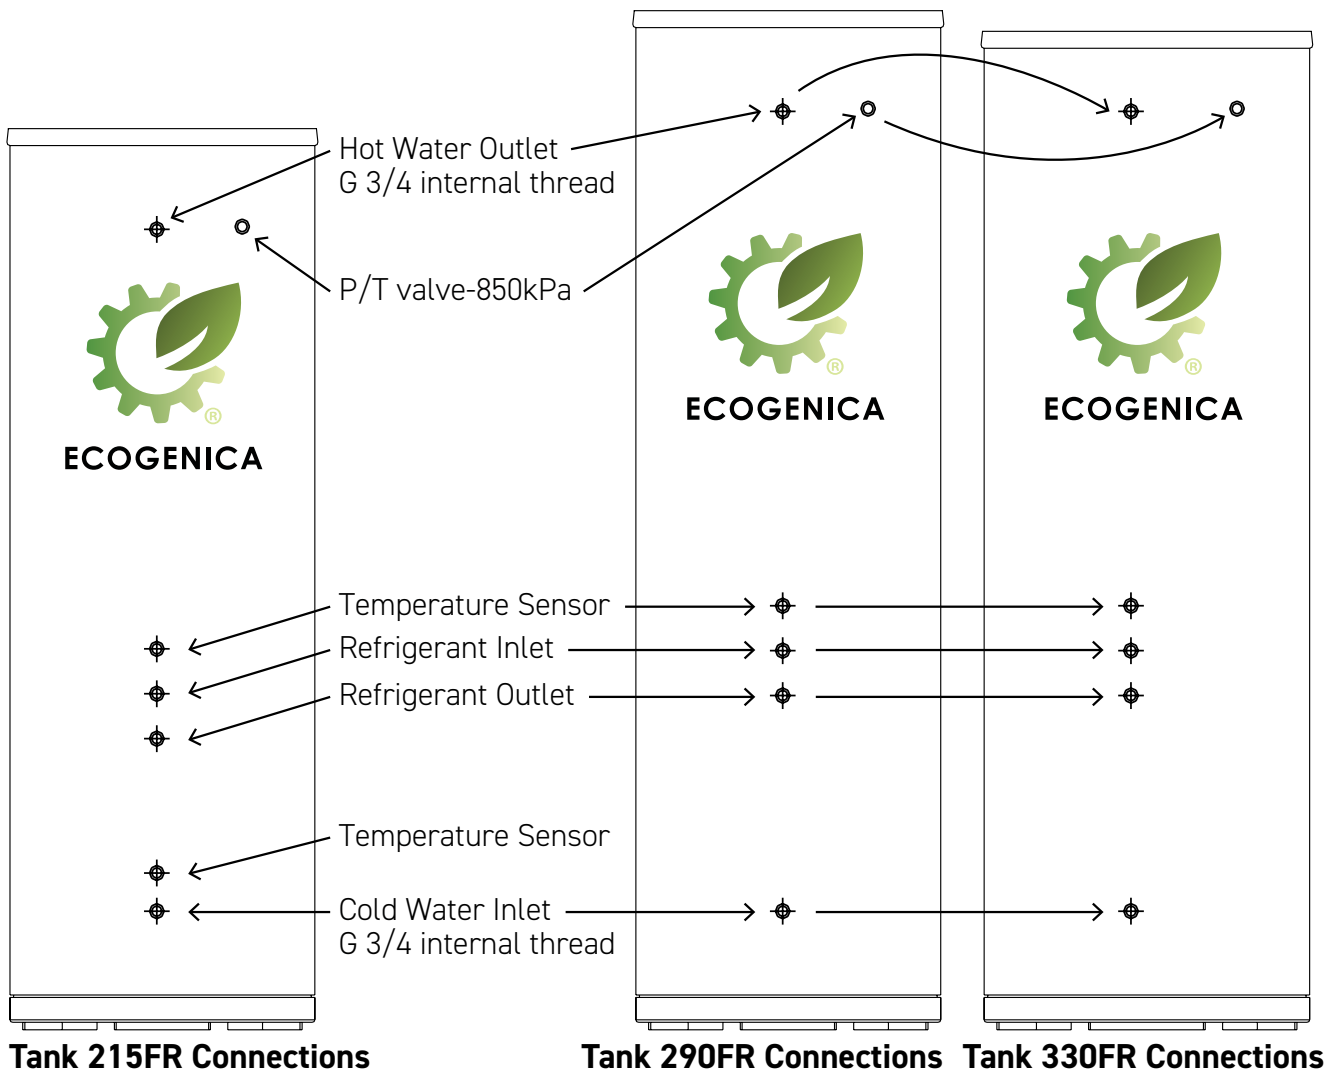 Hot Water Outlet
G 3/4 internal thread
P/T valve-850kPa
®
ECOGENICA
®
ECOGENICA
®
ECOGENICA
Temperature Sensor
Refrigerant Inlet
Refrigerant Outlet
Temperature Sensor
Cold Water Inlet
G 3/4 internal thread
Tank 215FR Connections
Tank 290FR Connections
Tank 330FR Connections